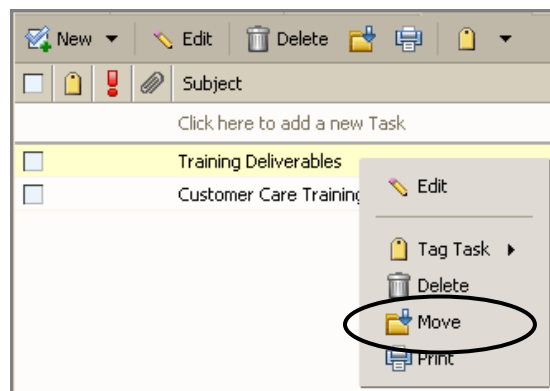 New Edit Delete
Subject
Click here to add a new Task
Training Deliverables
Customer Care Training
Edit
Tag Task
Delete
Move
Print